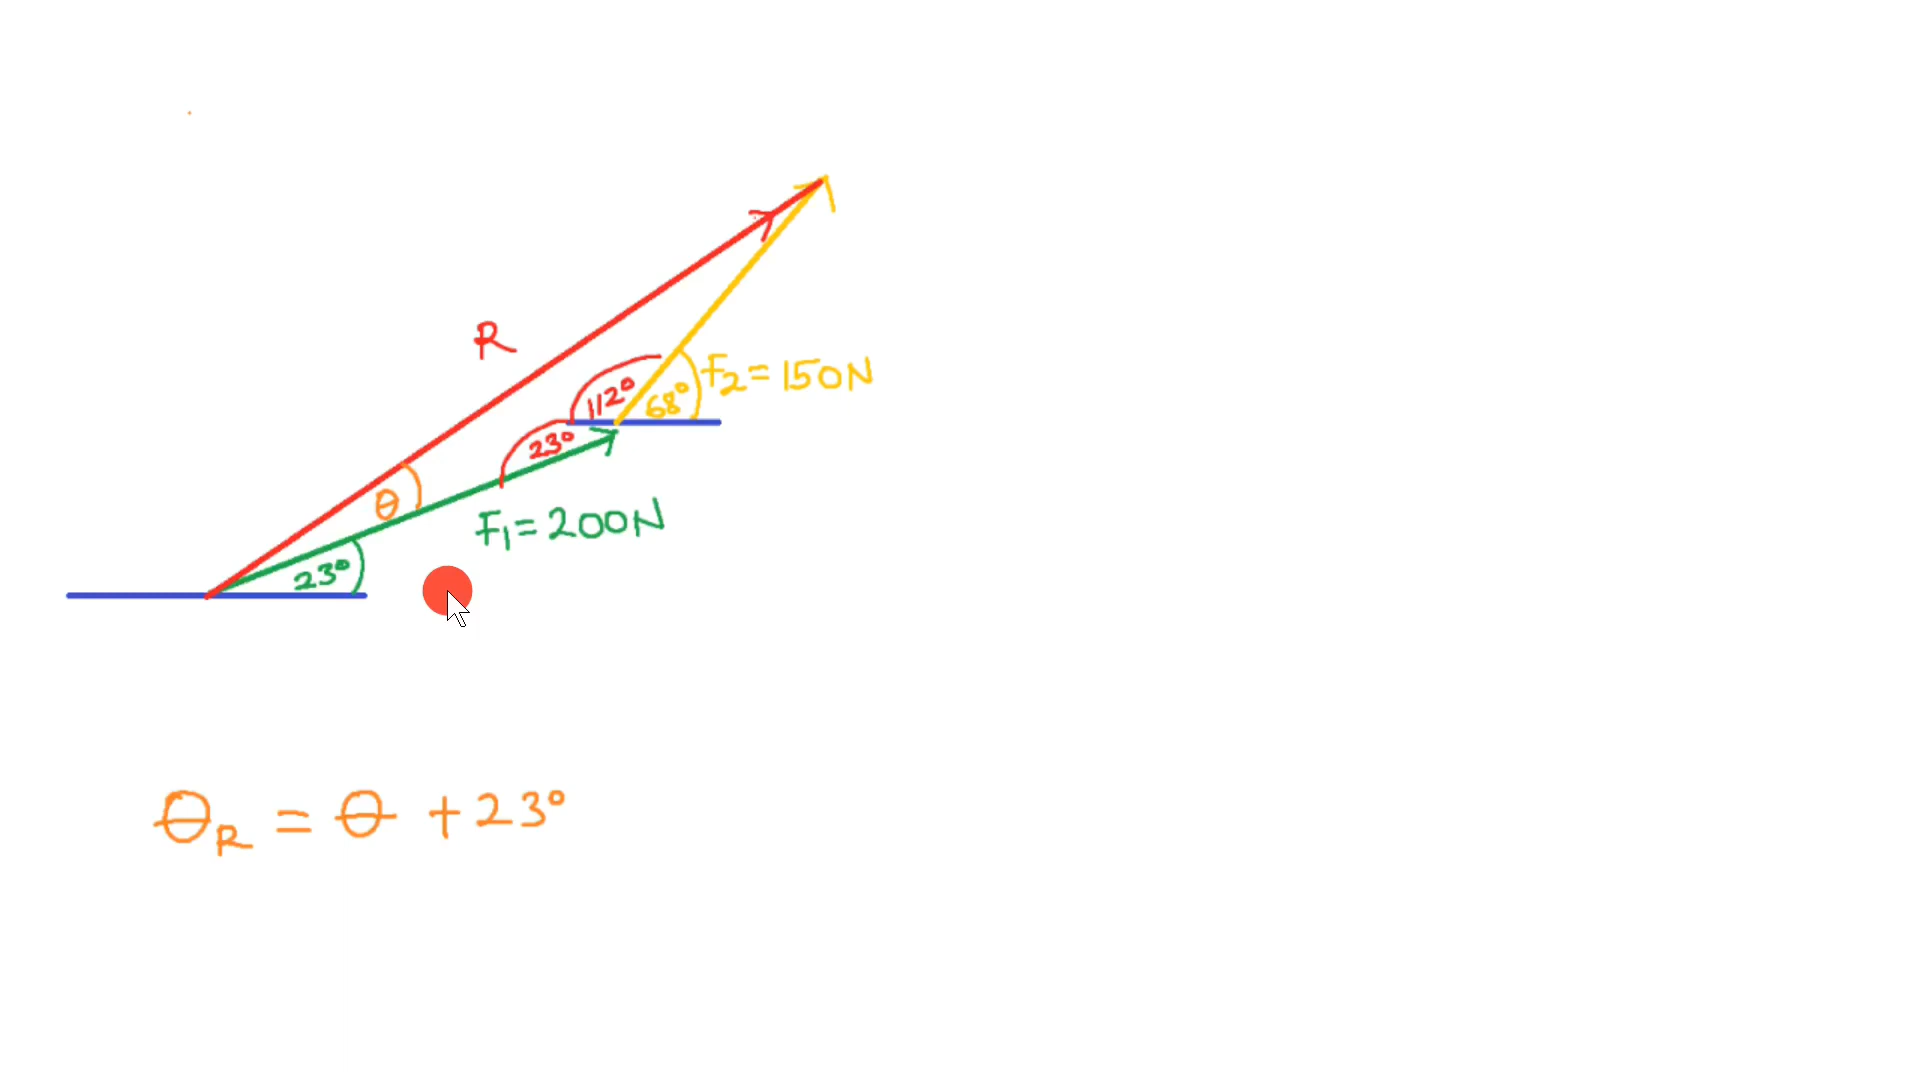 R
F2 = 150N
112°
68°
23°
θ
F1 = 200N
23°
θR = θ + 23°